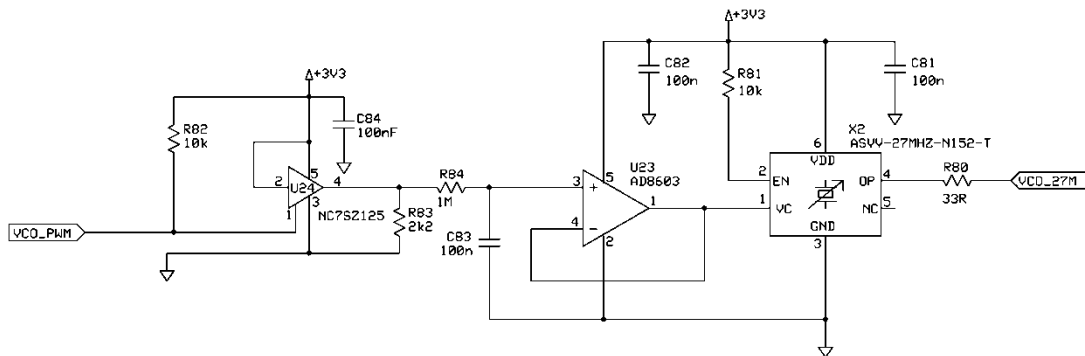 +3V3
+3V3
C82
100n
R81
10k
C81
100n
R82
10k
C84
100nF
X2
ASVV-27MHZ-N152-T
6
VDD
U23
AD8603
5
5
2
U24
4
R84
1M
3
+
1
2
EN
OP
4
R80
33R
VCO_27M
1
VC
NC
5
GND
3
1
3
NC7SZ125
R83
2k2
C83
100n
4
-
2
VCO_PWM